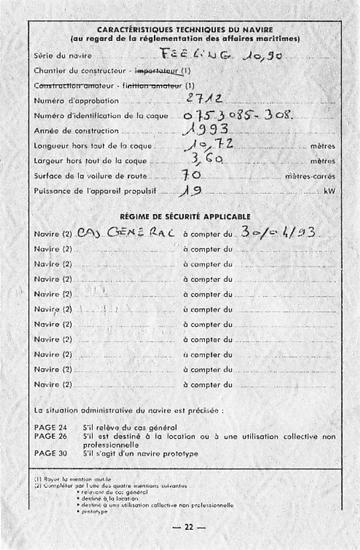 CARACTÉRISTIQUES TECHNIQUES DU NAVIRE
(au regard de la réglementation des affaires maritimes)
Série du navire FEELING 10,90
Chantier du constructeur - importateur (1)
Construction amateur - finition amateur (1)
Numéro d'approbation 2712
Numéro d'identification de la coque 0753085-308.
Année de construction 1993
Longueur hors tout de la coque 10,72 mètres
Largeur hors tout de la coque 3,60 mètres
Surface de la voilure de route 70 mètres-carrés
Puissance de l'appareil propulsif 19 kW
RÉGIME DE SÉCURITÉ APPLICABLE
Navire (2) CAS GENERAL à compter du 30/04/93
Navire (2) à compter du
Navire (2) à compter du
Navire (2) à compter du
Navire (2) à compter du
Navire (2) à compter du
Navire (2) à compter du
Navire (2) à compter du
Navire (2) à compter du
Navire (2) à compter du
Navire (2) à compter du
La situation administrative du navire est précisée :
PAGE 24 S'il relève du cas général
PAGE 26 S'il est destiné à la location ou à une utilisation collective non
professionnelle
PAGE 30 S'il s'agit d'un navire prototype
(1) Rayer la mention inutile
(2) Compléter par l'une des quatre mentions suivantes
• relevant du cas général
• destiné à la location
• destiné à une utilisation collective non professionnelle
• prototype
— 22 —